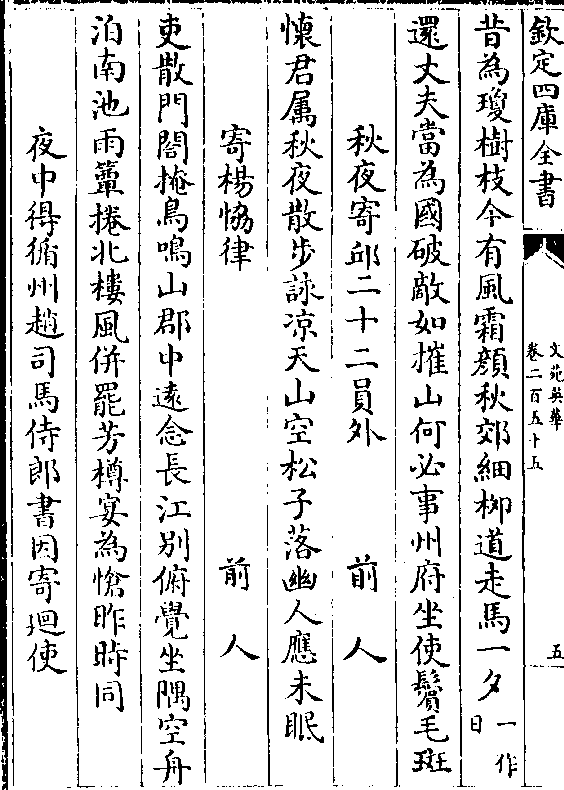 欽定四庫全書
文苑英華
卷二百五十五
五
昔為瓊樹枝今有風霜顔秋郊細栁道走馬一夕一作日
還丈夫當為國破敵如摧山何必事州府坐使鬢毛斑
秋夜寄邱二十二員外 前人
懷君属秋夜散步詠凉天山空松子落幽人應未眠
寄楊恊律 前人
吏散門閤掩鳥鳴山郡中遠念長江别俯覺坐隅空舟
泊南池雨簟捲北樓風併罷芳樽宴為愴昨時同
夜中得循州趙司馬侍郎書因寄廻使